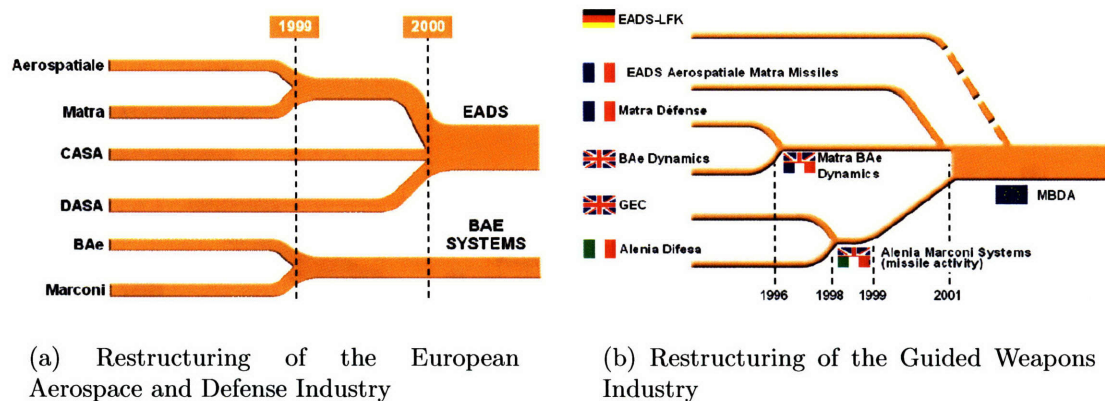 1999
2000
Aerospatiale
Matra
CASA
DASA
BAe
Marconi
EADS
BAE
SYSTEMS
(a) Restructuring of the European
Aerospace and Defense Industry
EADS-LFK
EADS Aerospatiale Matra Missiles
Matra Défense
BAe Dynamics
GEC
Alenia Difesa
Matra BAe
Dynamics
MBDA
Alenia Marconi Systems
(missile activity)
1996
1998
1999
2001
(b) Restructuring of the Guided Weapons
Industry